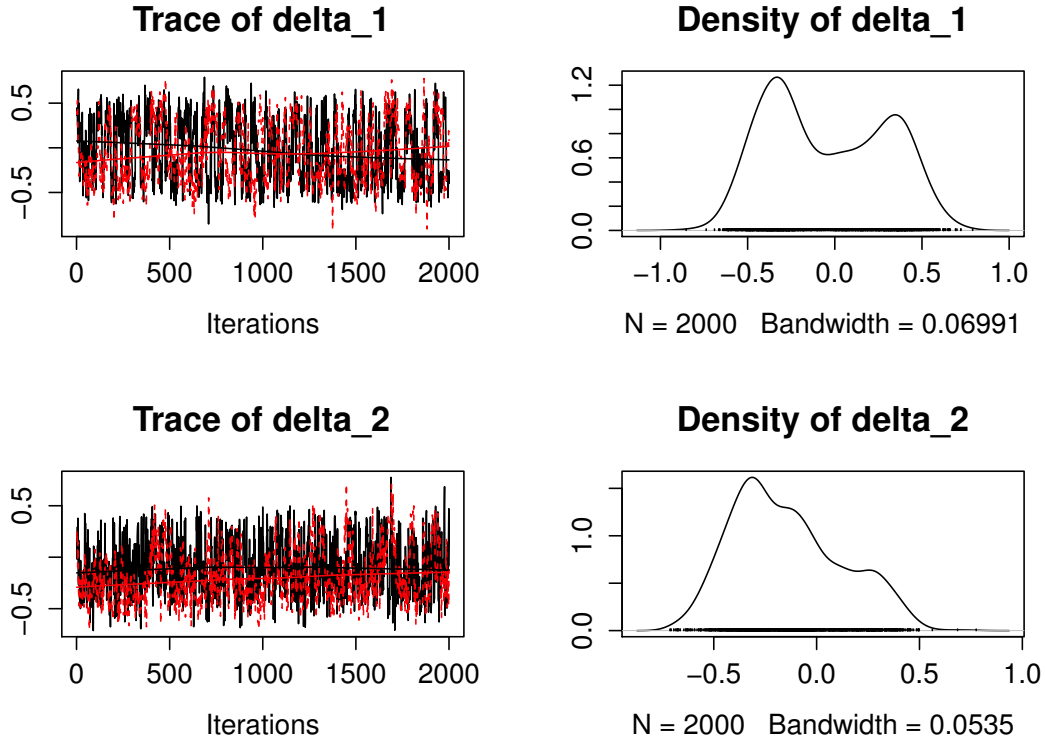 Trace of delta_1
Density of delta_1
0.5
−0.5
0 500 1000 1500 2000
Iterations
1.2
0.6
0.0
−1.0 −0.5 0.0 0.5 1.0
N = 2000 Bandwidth = 0.06991
Trace of delta_2
Density of delta_2
0.5
−0.5
0 500 1000 1500 2000
Iterations
1.0
0.0
−0.5 0.0 0.5 1.0
N = 2000 Bandwidth = 0.0535